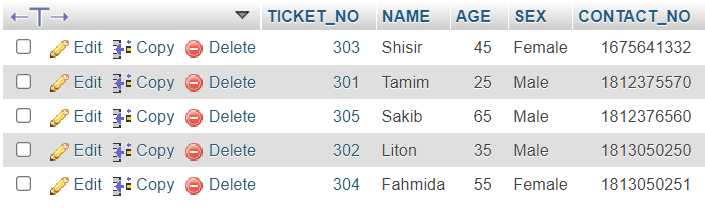 TICKET_NO NAME AGE SEX CONTACT_NO
Edit Copy Delete 303 Shisir 45 Female 1675641332
Edit Copy Delete 301 Tamim 25 Male 1812375570
Edit Copy Delete 305 Sakib 65 Male 1812376560
Edit Copy Delete 302 Liton 35 Male 1813050250
Edit Copy Delete 304 Fahmida 55 Female 1813050251